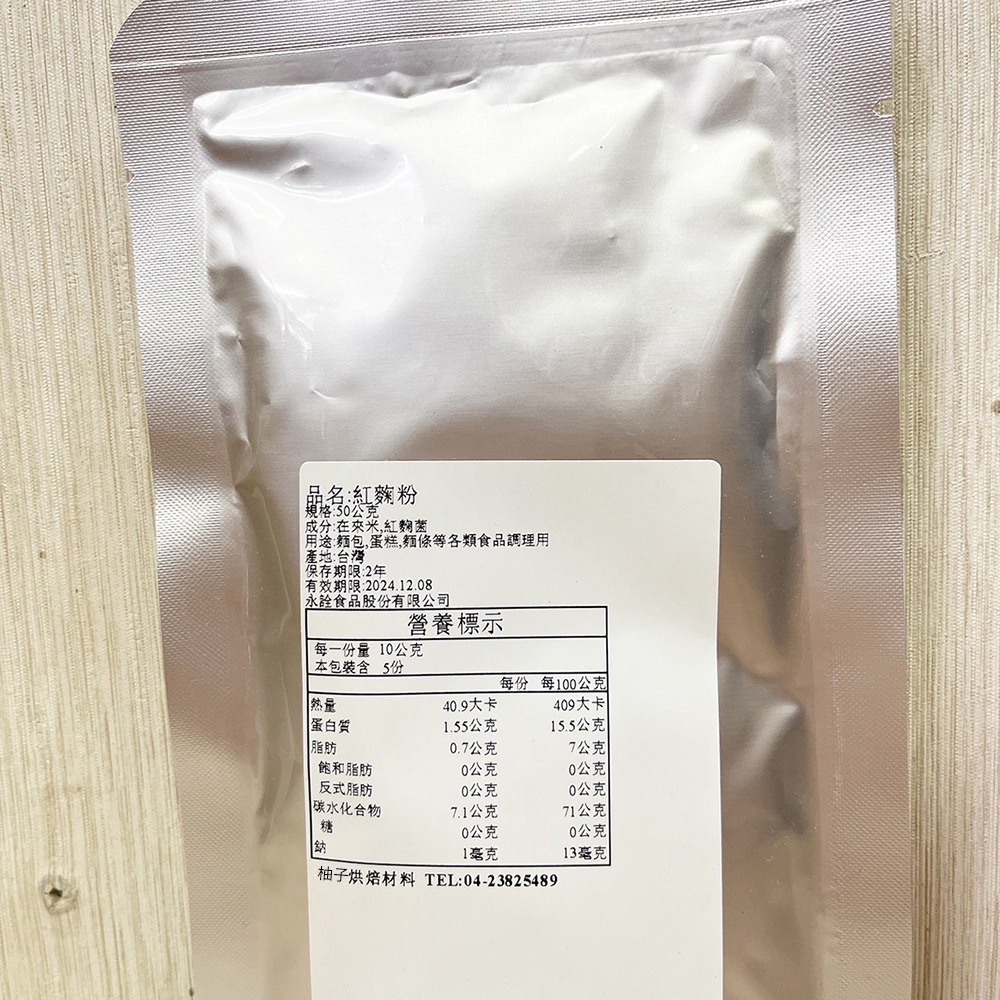 品名:紅麴粉
規格:50公克
成分:在來米,紅麴菌
用途:麵包,蛋糕,麵條等各類食品調理用
產地:台灣
保存期限:2年
有效期限:2024.12.08
永詮食品股份有限公司
營養標示
每一份量 10公克
本包裝含 5份
每份 每100公克
熱量 40.9大卡 409大卡
蛋白質 1.55公克 15.5公克
脂肪 0.7公克 7公克
飽和脂肪 0公克 0公克
反式脂肪 0公克 0公克
碳水化合物 7.1公克 71公克
糖 0公克 0公克
鈉 1毫克 13毫克
柚子烘焙材料 TEL:04-23825489